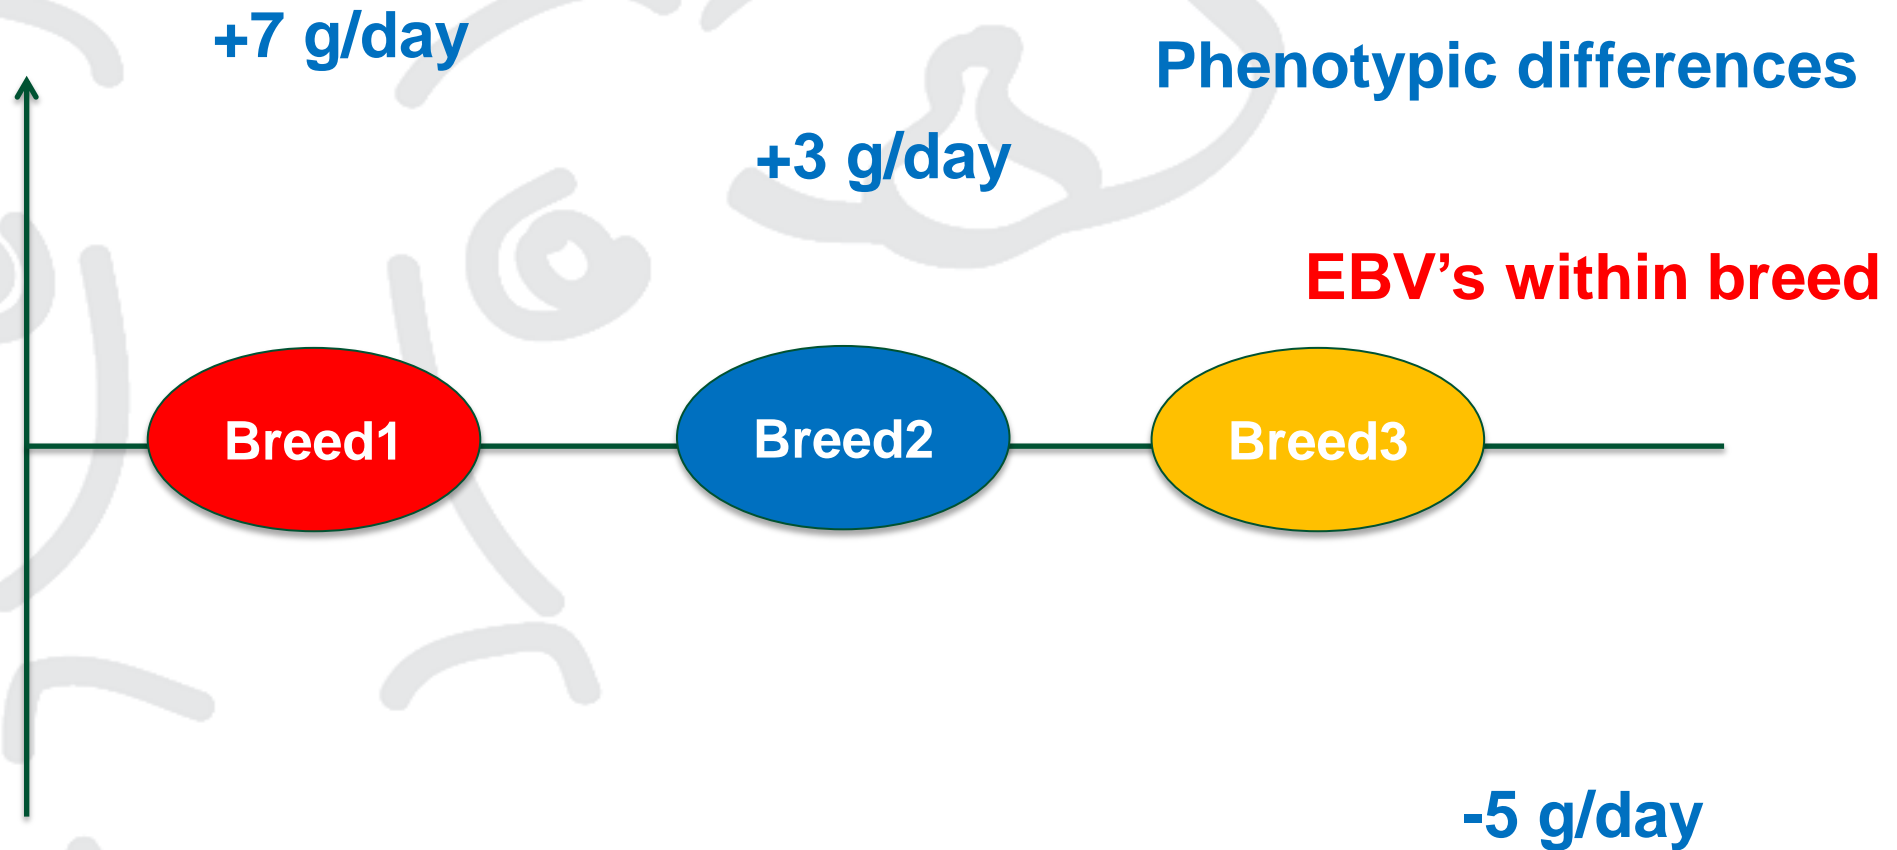 +7 g/day
Phenotypic differences
+3 g/day
EBV’s within breed
Breed1
Breed2
Breed3
-5 g/day